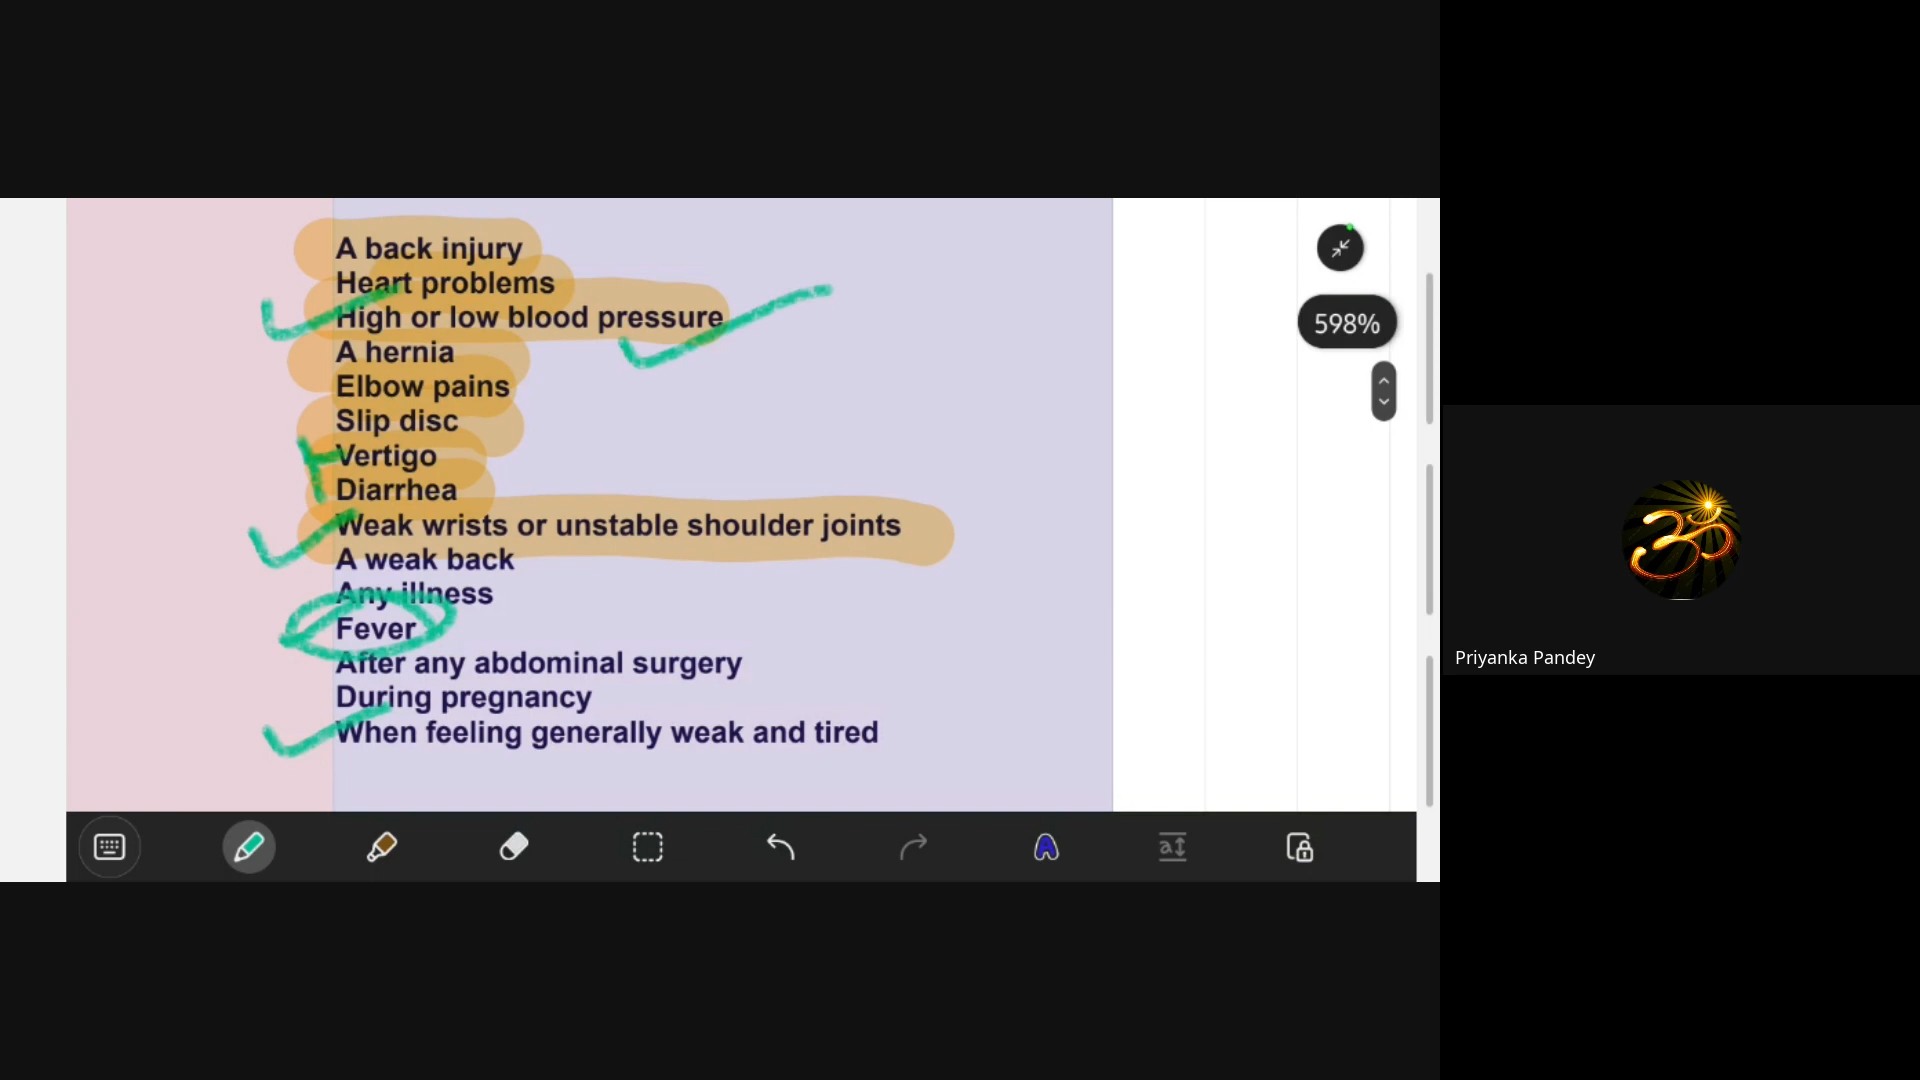 A back injury
Heart problems
High or low blood pressure
A hernia
Elbow pains
Slip disc
Vertigo
Diarrhea
Weak wrists or unstable shoulder joints
A weak back
Any illness
Fever
After any abdominal surgery
During pregnancy
When feeling generally weak and tired
598%
A
a
ॐ
Priyanka Pandey